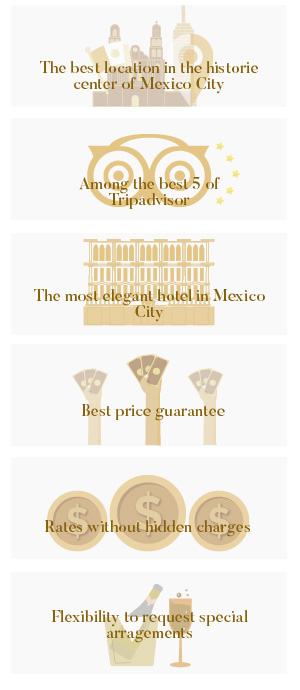 The best location in the historic
center of Mexico City
Among the best 5 of
Tripadvisor
The most elegant hotel in Mexico
City
Best price guarantee
$ $ $
Rates without hidden charges
Flexibility to request special
arragements